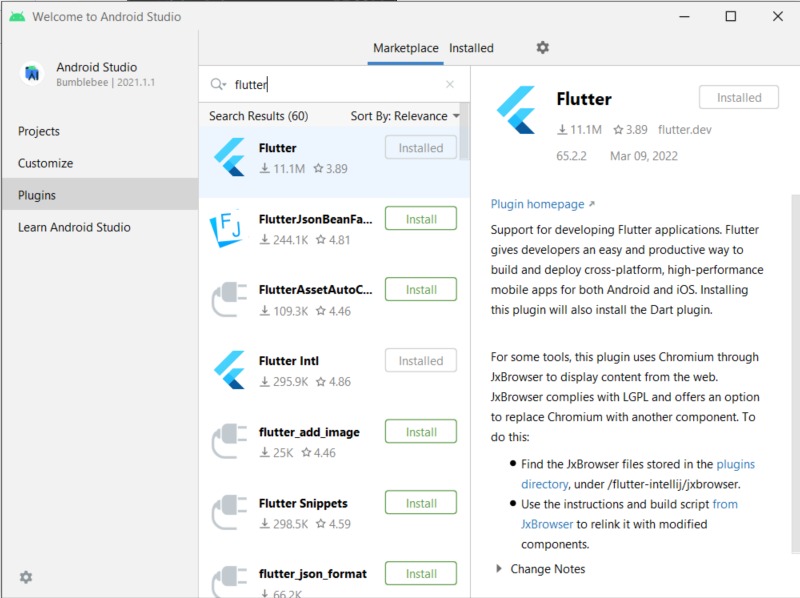 Welcome to Android Studio
Android Studio
Bumblebee | 2021.1.1
Projects
Customize
Plugins
Learn Android Studio
Marketplace Installed
flutter
Search Results (60) Sort By: Relevance
Flutter
11.1M 3.89
Installed
FlutterJsonBeanFa...
244.1K 4.81
Install
FlutterAssetAutoC...
109.3K 4.46
Install
Flutter Intl
295.9K 4.86
Installed
flutter_add_image
25K 4.46
Install
Flutter Snippets
298.5K 4.59
Install
flutter_json_format
66.2K
Install
Flutter
Installed
11.1M 3.89 flutter.dev
65.2.2 Mar 09, 2022
Plugin homepage
Support for developing Flutter applications. Flutter
gives developers an easy and productive way to
build and deploy cross-platform, high-performance
mobile apps for both Android and iOS. Installing
this plugin will also install the Dart plugin.
For some tools, this plugin uses Chromium through
JxBrowser to display content from the web.
JxBrowser complies with LGPL and offers an option
to replace Chromium with another component. To
do this:
Find the JxBrowser files stored in the plugins
directory, under /flutter-intellij/jxbrowser.
Use the instructions and build script from
JxBrowser to relink it with modified
components.
Change Notes